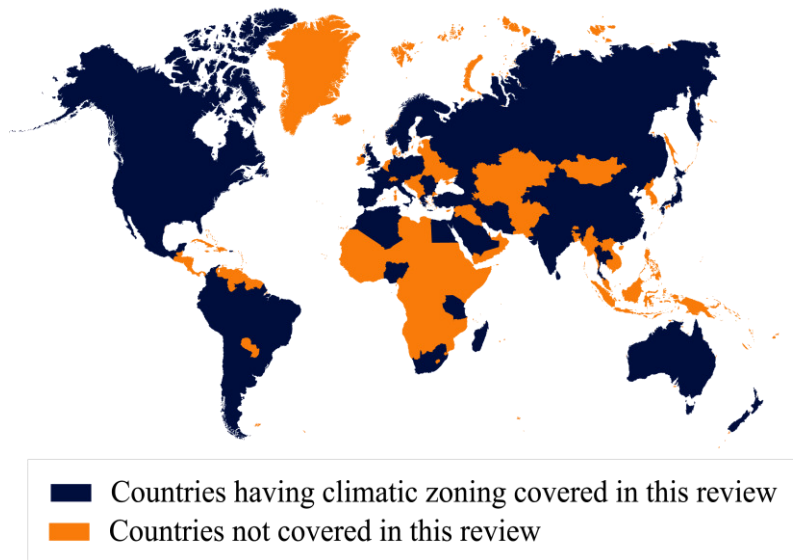 Countries having climatic zoning covered in this review
Countries not covered in this review